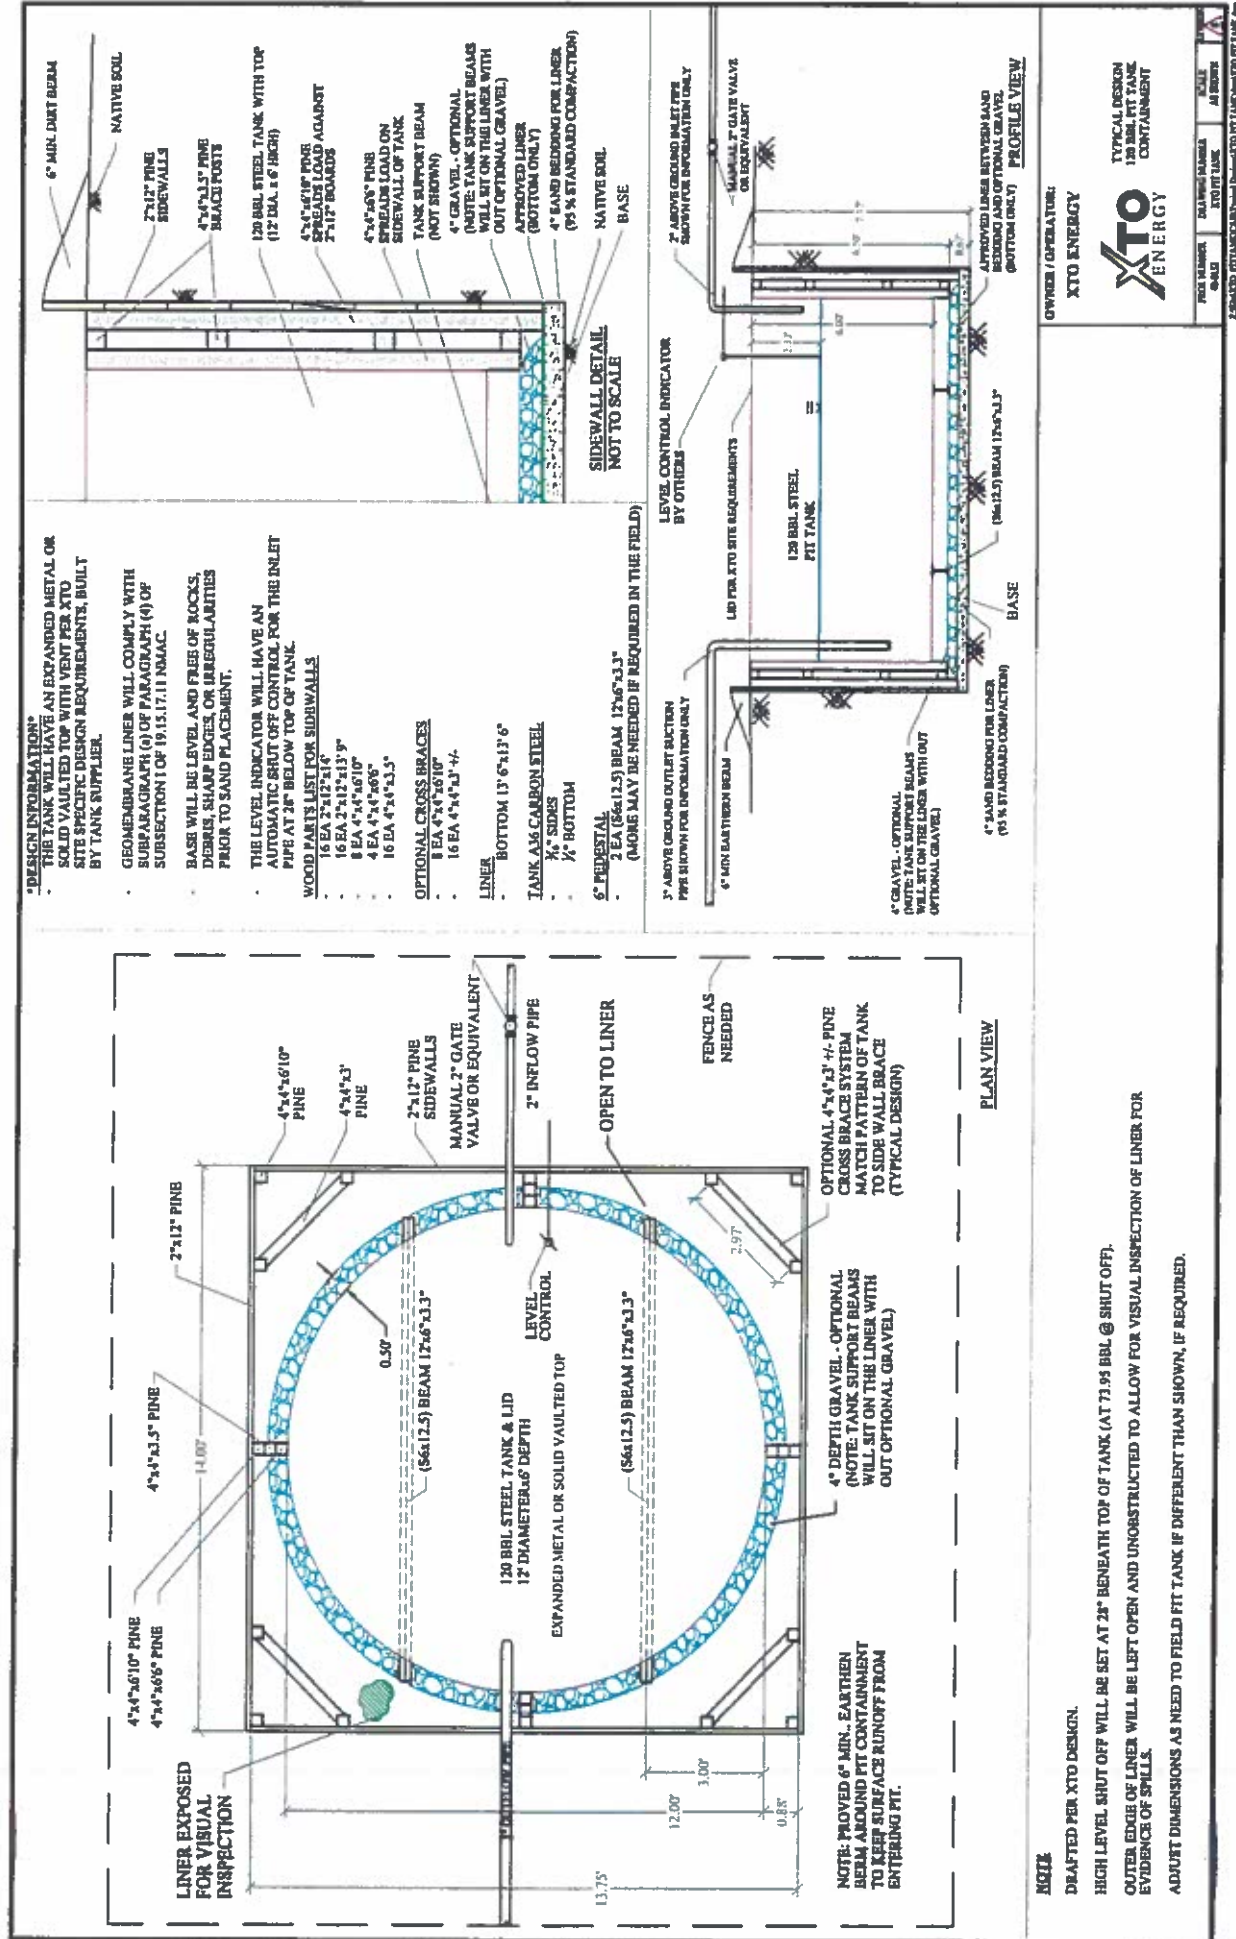 "DESIGN INFORMATION"
- THE TANK WILL HAVE AN EXPANDED METAL OR
SOLID VAULTED TOP WITH VENT PER XTO
SITE SPECIFIC DESIGN REQUIREMENTS, BUILT
BY TANK SUPPLIER.
- GEOMEMBRANE LINER WILL COMPLY WITH
SUBPARAGRAPH (a) OF PARAGRAPH (4) OF
SUBSECTION I OF 19.15.17.11 NMAC.
- BASE WILL BE LEVEL AND FREE OF ROCKS,
DEBRIS, SHARP EDGES, OR IRREGULARITIES
PRIOR TO SAND PLACEMENT.
- THE LEVEL INDICATOR WILL HAVE AN
AUTOMATIC SHUT OFF CONTROL FOR THE INLET
PIPE AT 28" BELOW TOP OF TANK.
WOOD PARTS LIST FOR SIDEWALLS
- 16 EA 2"x12"x14'
- 16 EA 2"x12"x13'9"
- 8 EA 4"x4"x6'10"
- 4 EA 4"x4"x6'6"
- 16 EA 4"x4"x3.5"
OPTIONAL CROSS BRACES
- 8 EA 4"x4"x6'10"
- 16 EA 4"x4"x3' +/-
LINER
- BOTTOM 13' 6"x13' 6"
TANK A36 CARBON STEEL
SIDES
BOTTOM
6" PEDESTAL
- 2 EA (S6x12.5) BEAM 12'x6"x3.3"
(MORE MAY BE NEEDED IF REQUIRED IN THE FIELD)
6" MIN. DIRT BERM
NATIVE SOIL
2"x12" PINE
SIDEWALLS
4"x4"x3.5" PINE
BRACE POSTS
120 BBL STEEL TANK WITH TOP
(12' DIA. x 6' HIGH)
4"x4"x6'10" PINE
SPREADS LOAD AGAINST
2"x12" BOARDS
4"x4"x6'6" PINE
SPREADS LOAD ON
SIDEWALL OF TANK
TANK SUPPORT BEAM
(NOT SHOWN)
4" GRAVEL - OPTIONAL
(NOTE: TANK SUPPORT BEAMS
WILL SIT ON THE LINER WITH
OUT OPTIONAL GRAVEL)
APPROVED LINER
(BOTTOM ONLY)
4" SAND BEDDING FOR LINER
(95 % STANDARD COMPACTION)
NATIVE SOIL
BASE
SIDEWALL DETAIL
NOT TO SCALE
LINER EXPOSED
FOR VISUAL
INSPECTION
4"x4"x6'10" PINE
4"x4"x6'6" PINE
4"x4"x3.5" PINE
2"x12" PINE
4"x4"x6'10"
PINE
4"x4"x3'
PINE
2"x12" PINE
SIDEWALLS
MANUAL 2" GATE
VALVE OR EQUIVALENT
2" INFLOW PIPE
OPEN TO LINER
FENCE AS
NEEDED
14.00'
0.50'
(S6x12.5) BEAM 12'x6"x3.3"
120 BBL STEEL TANK & LID
12' DIAMETERx6' DEPTH
EXPANDED METAL OR SOLID VAULTED TOP
LEVEL
CONTROL
(S6x12.5) BEAM 12'x6"x3.3"
13.75'
12.00'
3.00'
0.88'
2.97'
NOTE: PROVED 6" MIN.. EARTHEN
BERM AROUND PIT CONTAINMENT
TO KEEP SURFACE RUNOFF FROM
ENTERING PIT.
4" DEPTH GRAVEL - OPTIONAL
(NOTE: TANK SUPPORT BEAMS
WILL SIT ON THE LINER WITH
OUT OPTIONAL GRAVEL)
OPTIONAL 4"x4"x3' +/- PINE
CROSS BRACE SYSTEM
MATCH PATTERN OF TANK
TO SIDE WALL BRACE
(TYPICAL DESIGN)
PLAN VIEW
3" ABOVE GROUND OUTLET SUCTION
PIPE SHOWN FOR INFORMATION ONLY
6" MIN EARTHERN BERM
LEVEL CONTROL INDICATOR
BY OTHERS
LID PER XTO SITE REQUIREMENTS
120 BBL STEEL
PIT TANK
2" ABOVE GROUND INLET PIPE
SHOWN FOR INFORMATION ONLY
MANUAL 2" GATE VALVE
OR EQUIVALENT
6.00'
4" GRAVEL - OPTIONAL
(NOTE: TANK SUPPORT BEAMS
WILL SIT ON THE LINER WITH OUT
OPTIONAL GRAVEL)
4" SAND BEDDING FOR LINER
(95 % STANDARD COMPACTION)
BASE
(S6x12.5) BEAM 12'x6"x3.3"
APPROVED LINER BETWEEN SAND
BEDDING AND OPTIONAL GRAVEL
(BOTTOM ONLY)
PROFILE VIEW
NOTE
DRAFTED PER XTO DESIGN.
HIGH LEVEL SHUT OFF WILL BE SET AT 28" BENEATH TOP OF TANK (AT 73.95 BBL @ SHUT OFF).
OUTER EDGE OF LINER WILL BE LEFT OPEN AND UNOBSTRUCTED TO ALLOW FOR VISUAL INSPECTION OF LINER FOR
EVIDENCE OF SPILLS.
ADJUST DIMENSIONS AS NEED TO FIELD FIT TANK IF DIFFERENT THAN SHOWN, IF REQUIRED.
OWNER / OPERATOR:
XTO ENERGY
XTO
ENERGY
TYPICAL DESIGN
120 BBL PIT TANK
CONTAINMENT
DRAWING NUMBER
XTO PIT TANK
SCALE
AS SHOWN